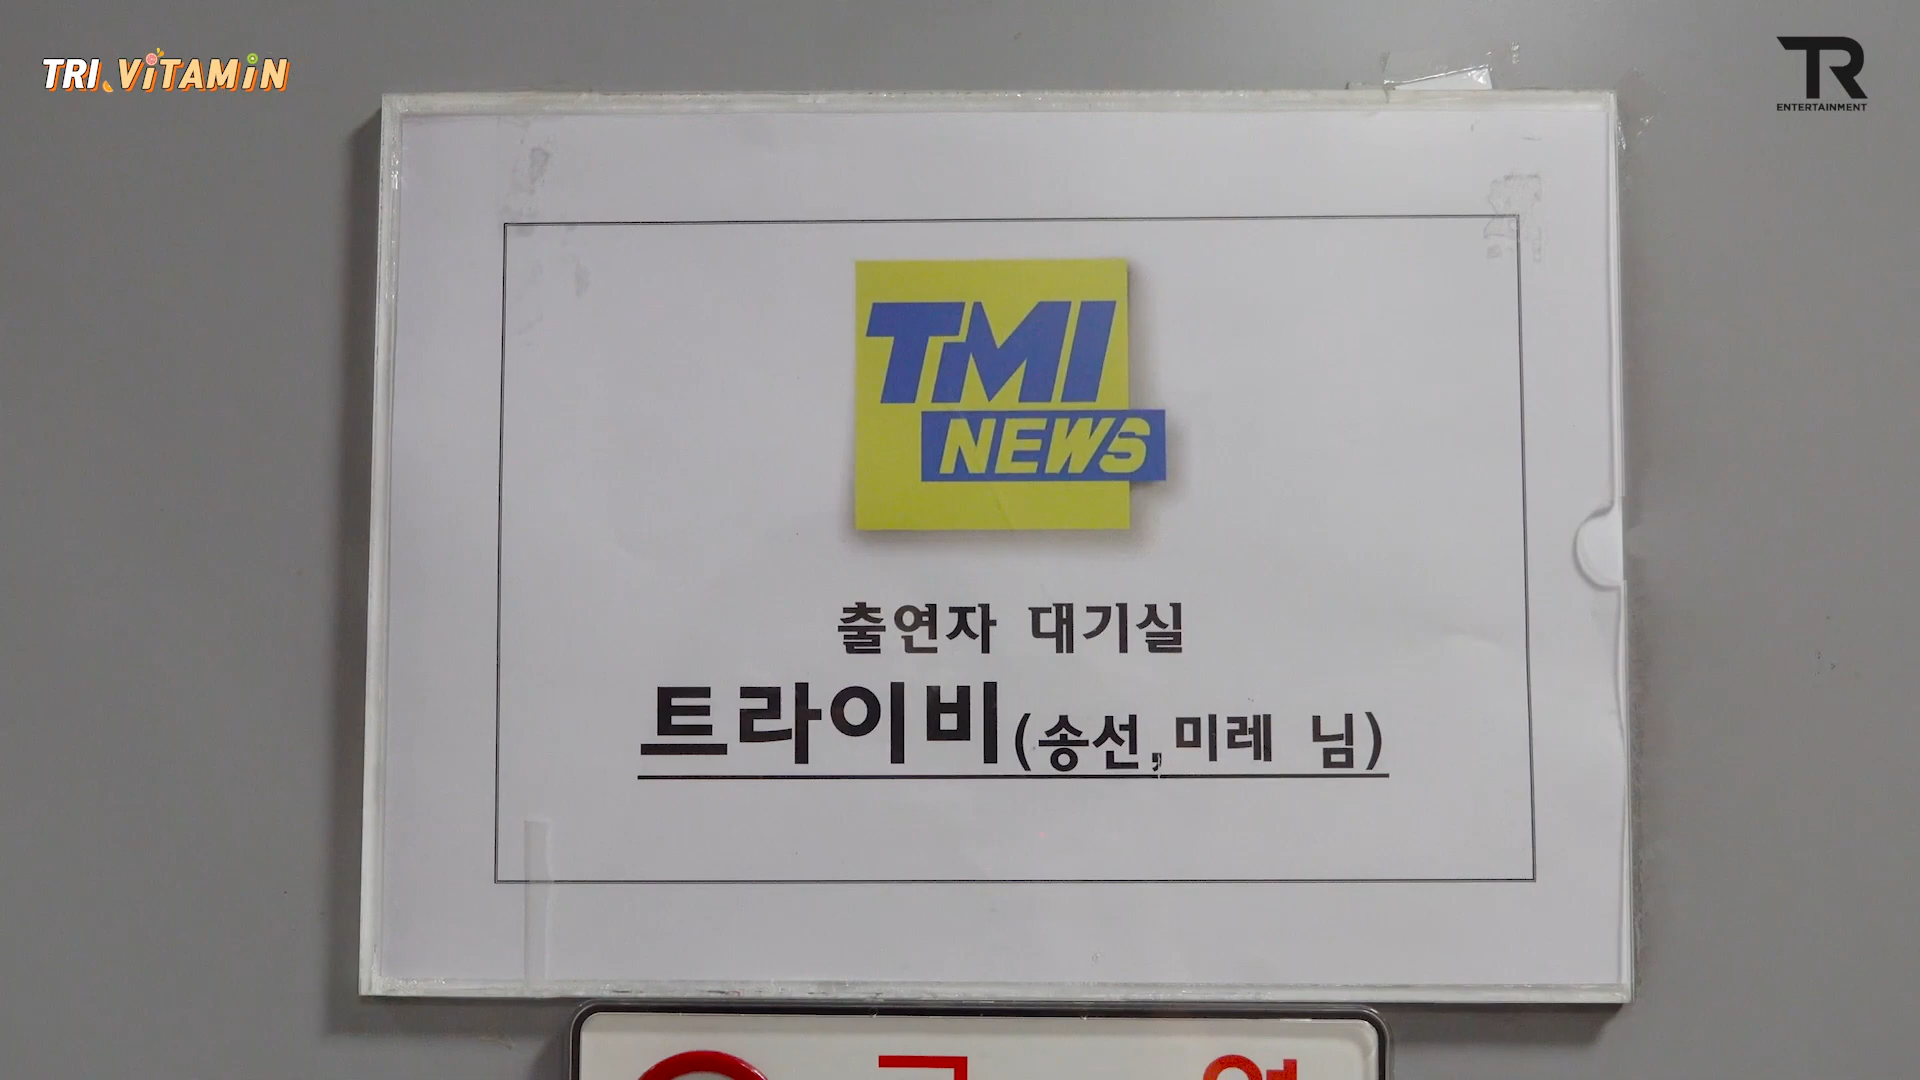 TRI.ViTAMiN
TR
ENTERTAINMENT
TMI
NEWS
출연자 대기실
트라이비(송선,미레 님)